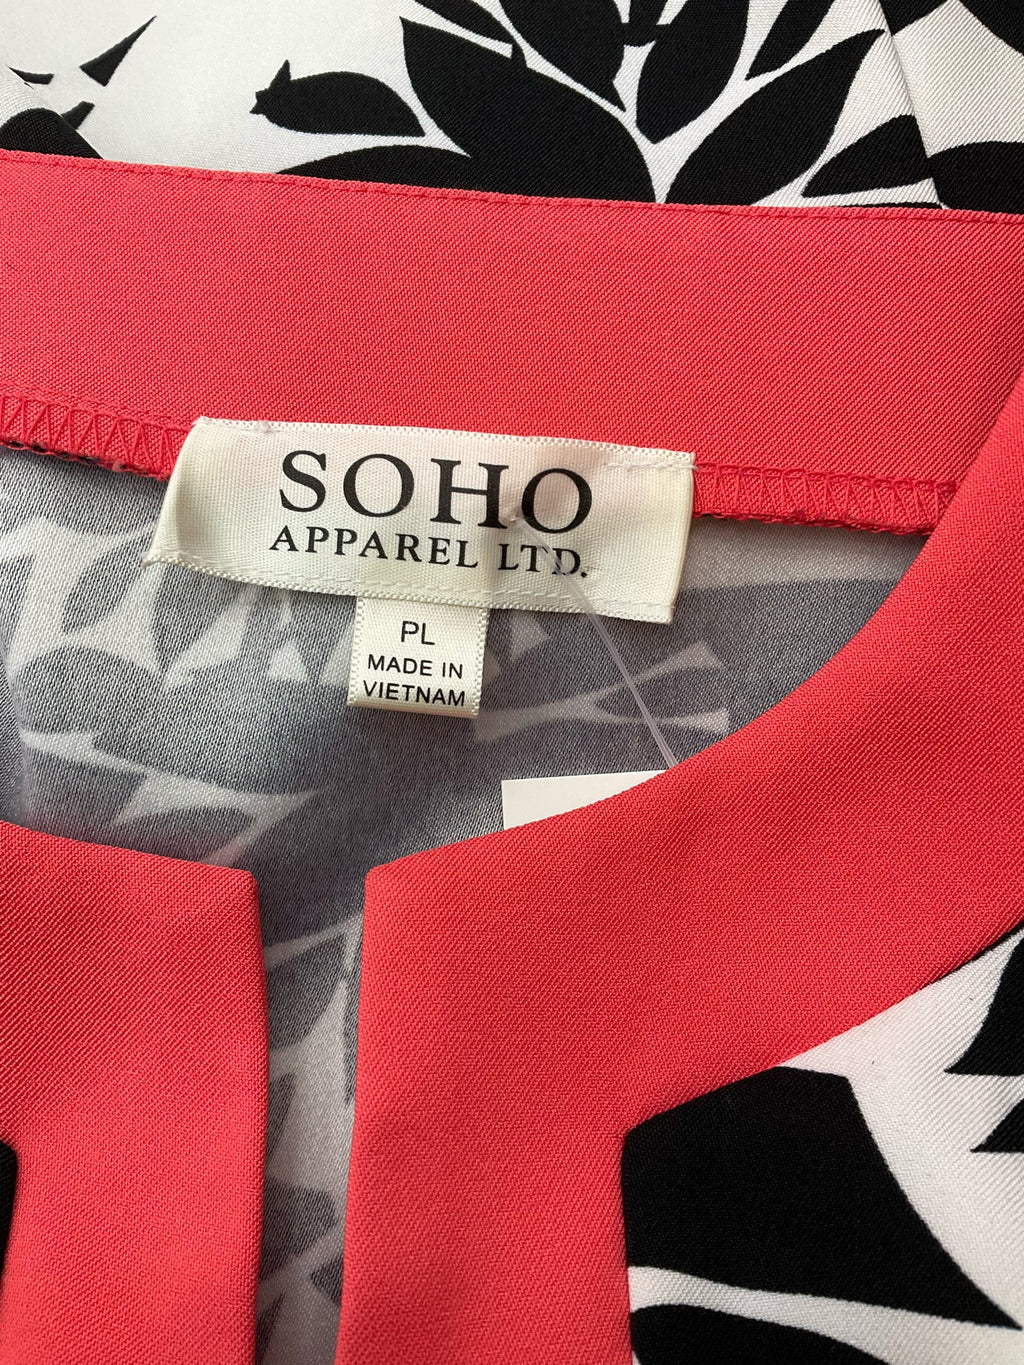 SOHO
APPAREL LTD.
PL
MADE IN
VIETNAM